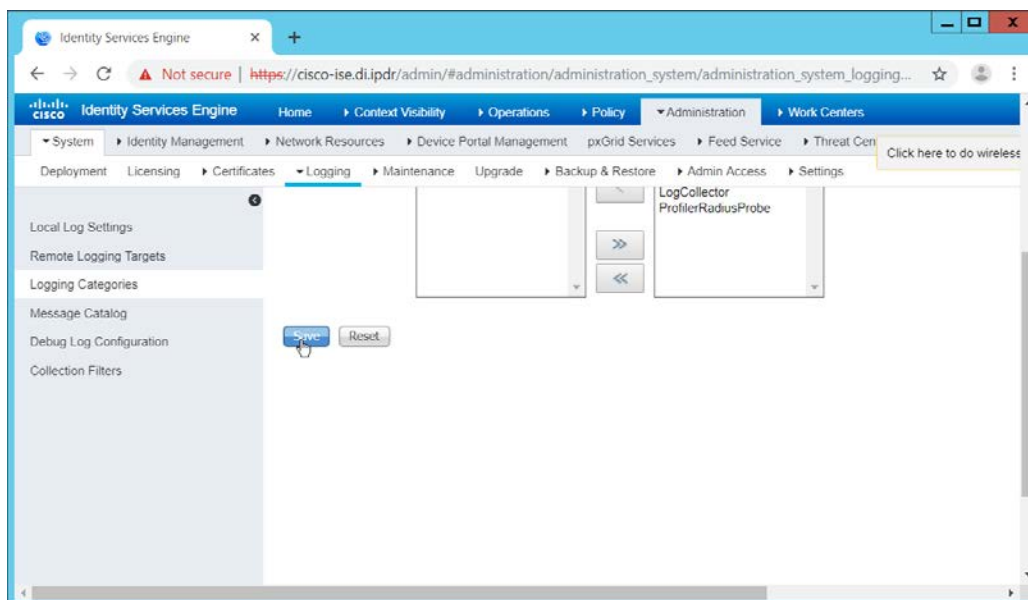 Identity Services Engine
Not secure | https://cisco-ise.di.ipdr/admin/#administration/administration_system/administration_system_logging...
CISCO Identity Services Engine Home Context Visibility Operations Policy Administration Work Centers
System Identity Management Network Resources Device Portal Management pxGrid Services Feed Service Threat Cen
Click here to do wireless
Deployment Licensing Certificates Logging Maintenance Upgrade Backup & Restore Admin Access Settings
LogCollector
ProfilerRadiusProbe
Local Log Settings
Remote Logging Targets
Logging Categories
Message Catalog
Debug Log Configuration
Collection Filters
Save Reset